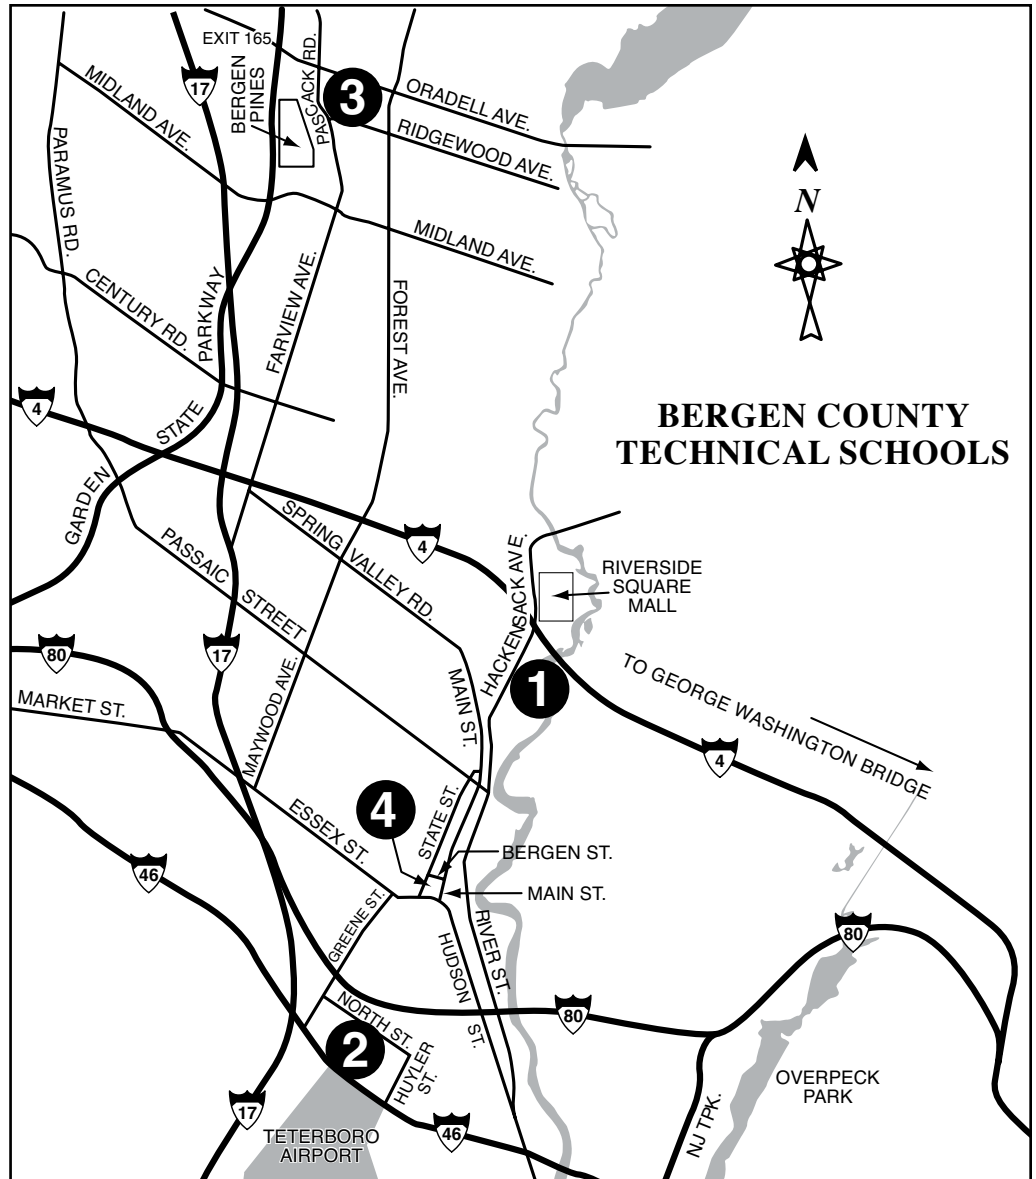 EXIT 165
17
BERGEN
PINES
PASCACK RD.
3
ORADELL AVE.
RIDGEWOOD AVE.
MIDLAND AVE.
PARAMUS RD.
N
MIDLAND AVE.
CENTURY RD.
PARKWAY
FARVIEW AVE.
FOREST AVE.
4
STATE
GARDEN
BERGEN COUNTY
TECHNICAL SCHOOLS
4
SPRING VALLEY RD.
PASSAIC STREET
HACKENSACK AVE.
RIVERSIDE
SQUARE
MALL
80
17
MARKET ST.
MAYWOOD AVE.
MAIN ST.
1
TO GEORGE WASHINGTON BRIDGE
4
ESSEX ST.
4
STATE ST.
BERGEN ST.
MAIN ST.
46
GREENE ST.
HUDSON ST.
RIVER ST.
80
80
NORTH ST.
2
HUYLER
ST.
OVERPECK
PARK
NJ TPK.
17
46
TETERBORO
AIRPORT